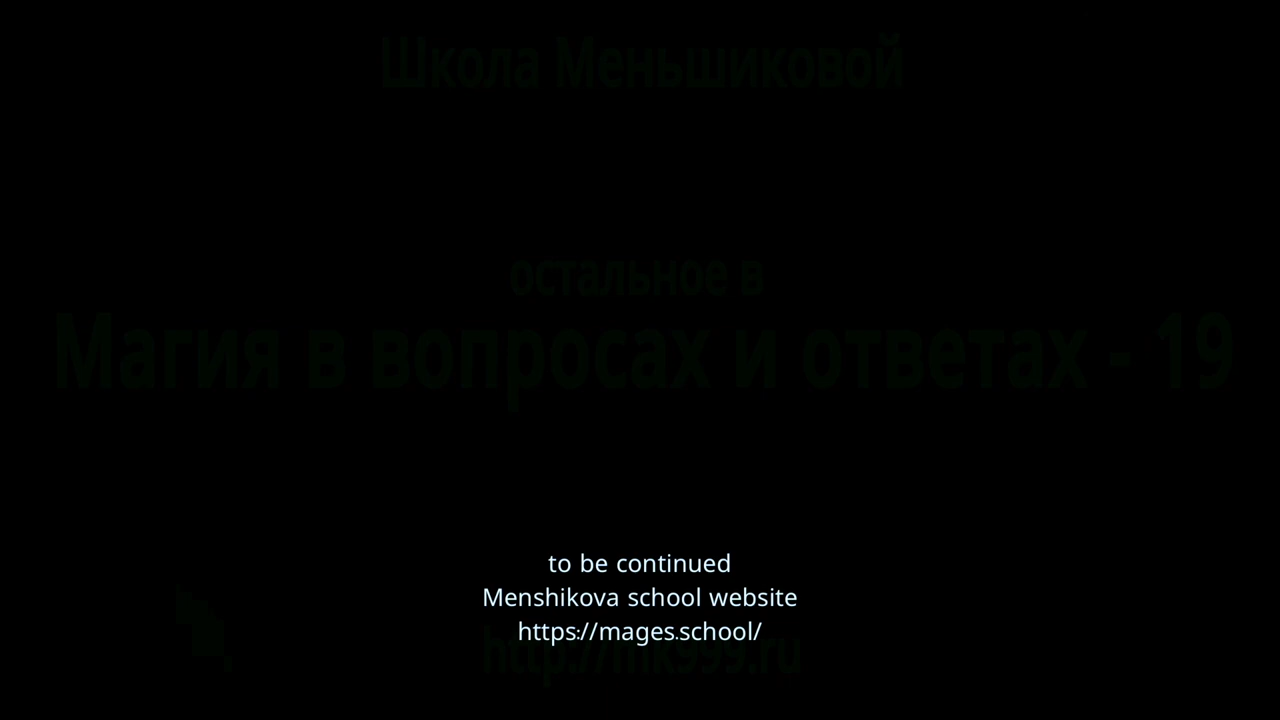 Школа Меньшиковой
остальное в
Магия в вопросах и ответах - 19
to be continued
Menshikova school website
https://mages.school/
http://mk999.ru